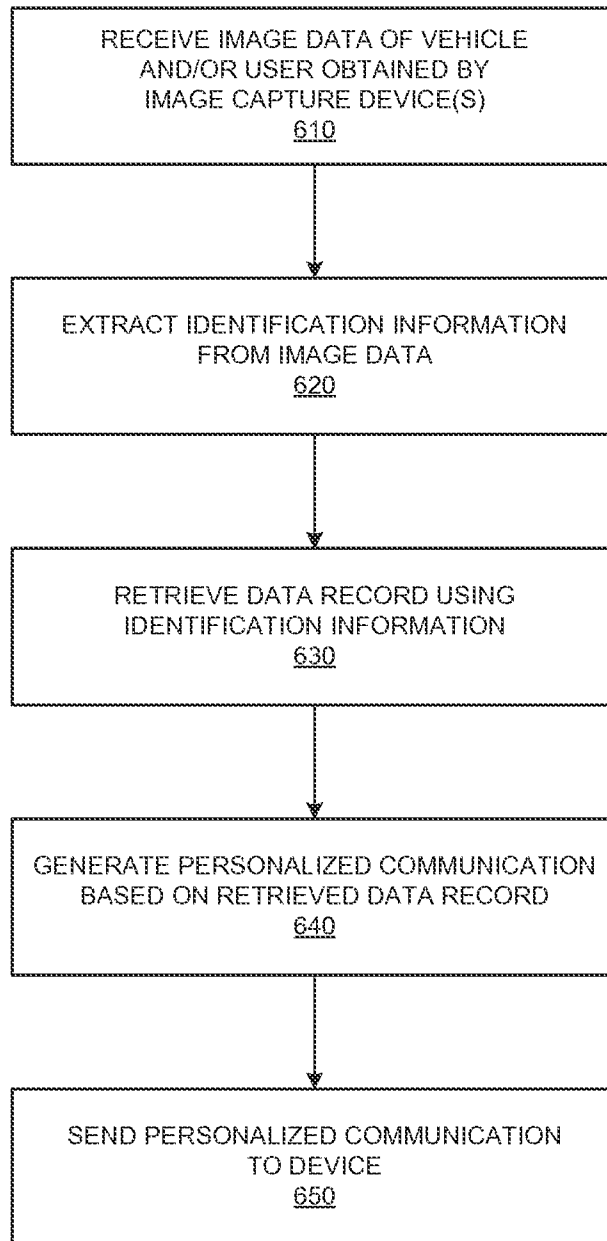 RECEIVE IMAGE DATA OF VEHICLE
AND/OR USER OBTAINED BY
IMAGE CAPTURE DEVICE(S)
610
EXTRACT IDENTIFICATION INFORMATION
FROM IMAGE DATA
620
RETRIEVE DATA RECORD USING
IDENTIFICATION INFORMATION
630
GENERATE PERSONALIZED COMMUNICATION
BASED ON RETRIEVED DATA RECORD
640
SEND PERSONALIZED COMMUNICATION
TO DEVICE
650